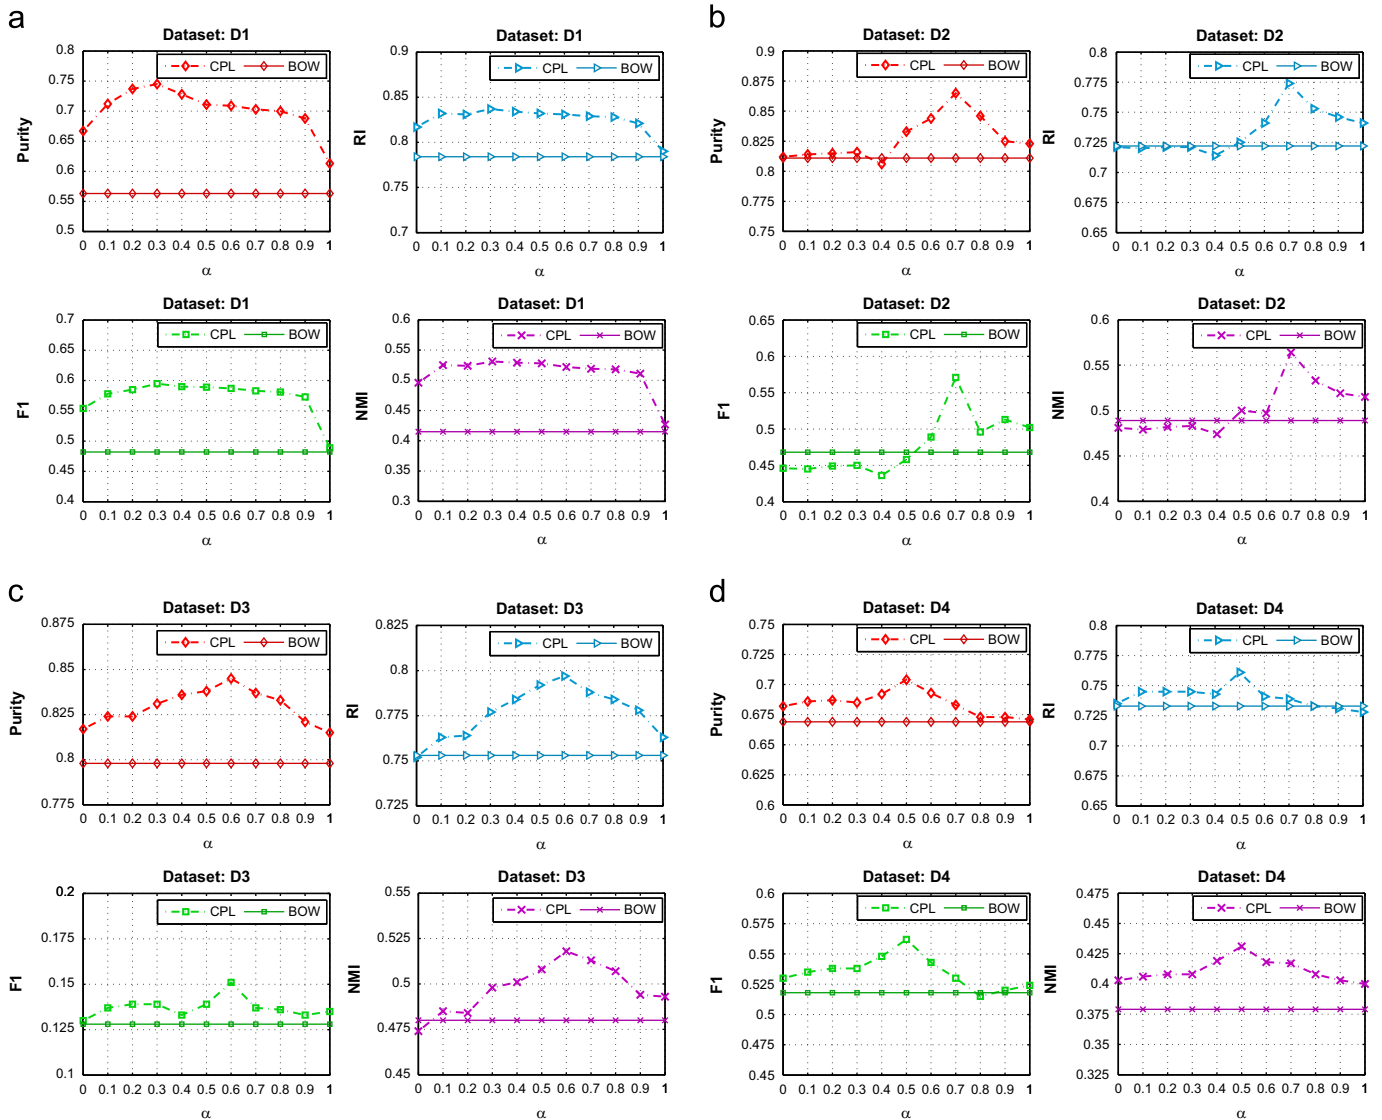 a
Dataset: D1
CPL BOW
Purity
0.8
0.75
0.7
0.65
0.6
0.55
0.5
0 0.1 0.2 0.3 0.4 0.5 0.6 0.7 0.8 0.9 1
α
Dataset: D1
CPL BOW
RI
0.9
0.85
0.8
0.75
0.7
0 0.1 0.2 0.3 0.4 0.5 0.6 0.7 0.8 0.9 1
α
Dataset: D1
CPL BOW
F1
0.7
0.65
0.6
0.55
0.5
0.45
0.4
0 0.1 0.2 0.3 0.4 0.5 0.6 0.7 0.8 0.9 1
α
Dataset: D1
CPL BOW
NMI
0.6
0.55
0.5
0.45
0.4
0.35
0.3
0 0.1 0.2 0.3 0.4 0.5 0.6 0.7 0.8 0.9 1
α
b
Dataset: D2
CPL BOW
Purity
0.9
0.875
0.85
0.825
0.8
0.775
0.75
0 0.1 0.2 0.3 0.4 0.5 0.6 0.7 0.8 0.9 1
α
Dataset: D2
CPL BOW
RI
0.8
0.775
0.75
0.725
0.7
0.675
0.65
0 0.1 0.2 0.3 0.4 0.5 0.6 0.7 0.8 0.9 1
α
Dataset: D2
CPL BOW
F1
0.65
0.6
0.55
0.5
0.45
0.4
0 0.1 0.2 0.3 0.4 0.5 0.6 0.7 0.8 0.9 1
α
Dataset: D2
CPL BOW
NMI
0.6
0.55
0.5
0.45
0.4
0 0.1 0.2 0.3 0.4 0.5 0.6 0.7 0.8 0.9 1
α
c
Dataset: D3
CPL BOW
Purity
0.875
0.85
0.825
0.8
0.775
0 0.1 0.2 0.3 0.4 0.5 0.6 0.7 0.8 0.9 1
α
Dataset: D3
CPL BOW
RI
0.825
0.8
0.775
0.75
0.725
0 0.1 0.2 0.3 0.4 0.5 0.6 0.7 0.8 0.9 1
α
Dataset: D3
CPL BOW
F1
0.2
0.175
0.15
0.125
0.1
0 0.1 0.2 0.3 0.4 0.5 0.6 0.7 0.8 0.9 1
α
Dataset: D3
CPL BOW
NMI
0.55
0.525
0.5
0.475
0.45
0 0.1 0.2 0.3 0.4 0.5 0.6 0.7 0.8 0.9 1
α
d
Dataset: D4
CPL BOW
Purity
0.75
0.725
0.7
0.675
0.65
0.625
0.6
0 0.1 0.2 0.3 0.4 0.5 0.6 0.7 0.8 0.9 1
α
Dataset: D4
CPL BOW
RI
0.8
0.775
0.75
0.725
0.7
0.675
0.65
0 0.1 0.2 0.3 0.4 0.5 0.6 0.7 0.8 0.9 1
α
Dataset: D4
CPL BOW
F1
0.6
0.575
0.55
0.525
0.5
0.475
0.45
0 0.1 0.2 0.3 0.4 0.5 0.6 0.7 0.8 0.9 1
α
Dataset: D4
CPL BOW
NMI
0.475
0.45
0.425
0.4
0.375
0.35
0.325
0 0.1 0.2 0.3 0.4 0.5 0.6 0.7 0.8 0.9 1
α